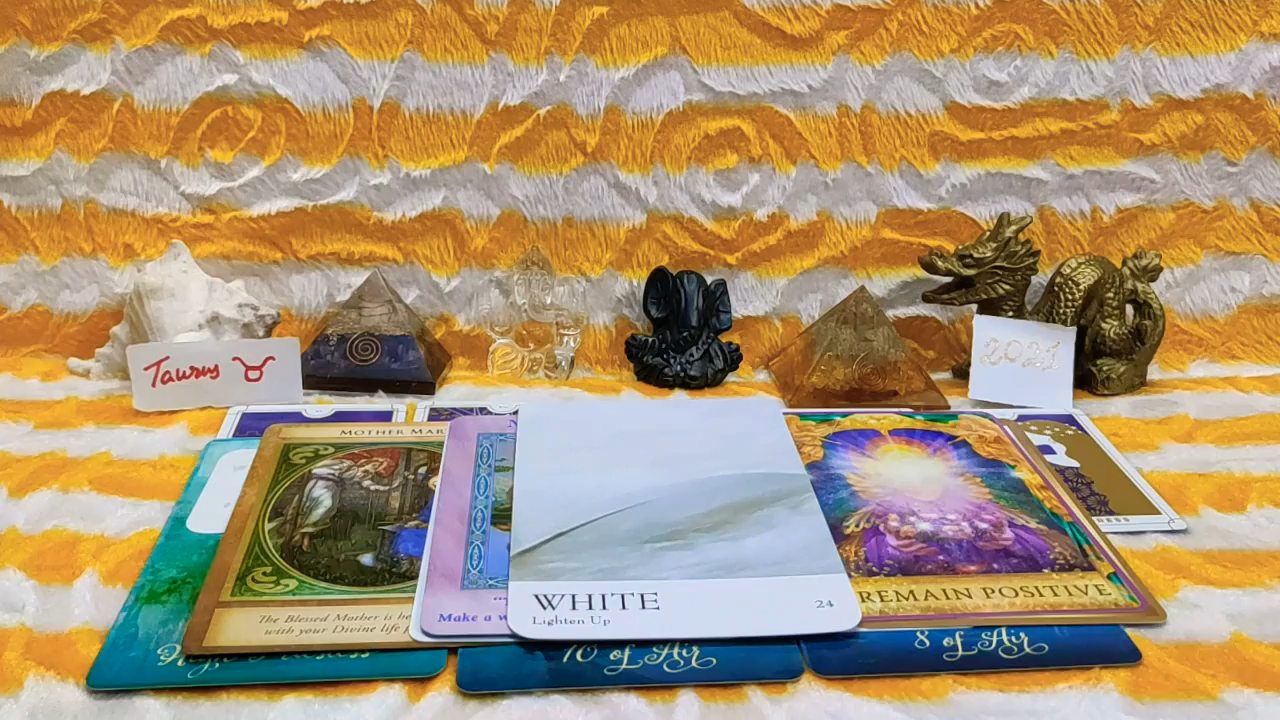 Taurus ♉
2021
MOTHER MAR
The Blessed Mother is he
with your Divine life
Make a w
WHITE
24
Lighten Up
REMAIN POSITIVE
RESS
10 of Air
8 of Air